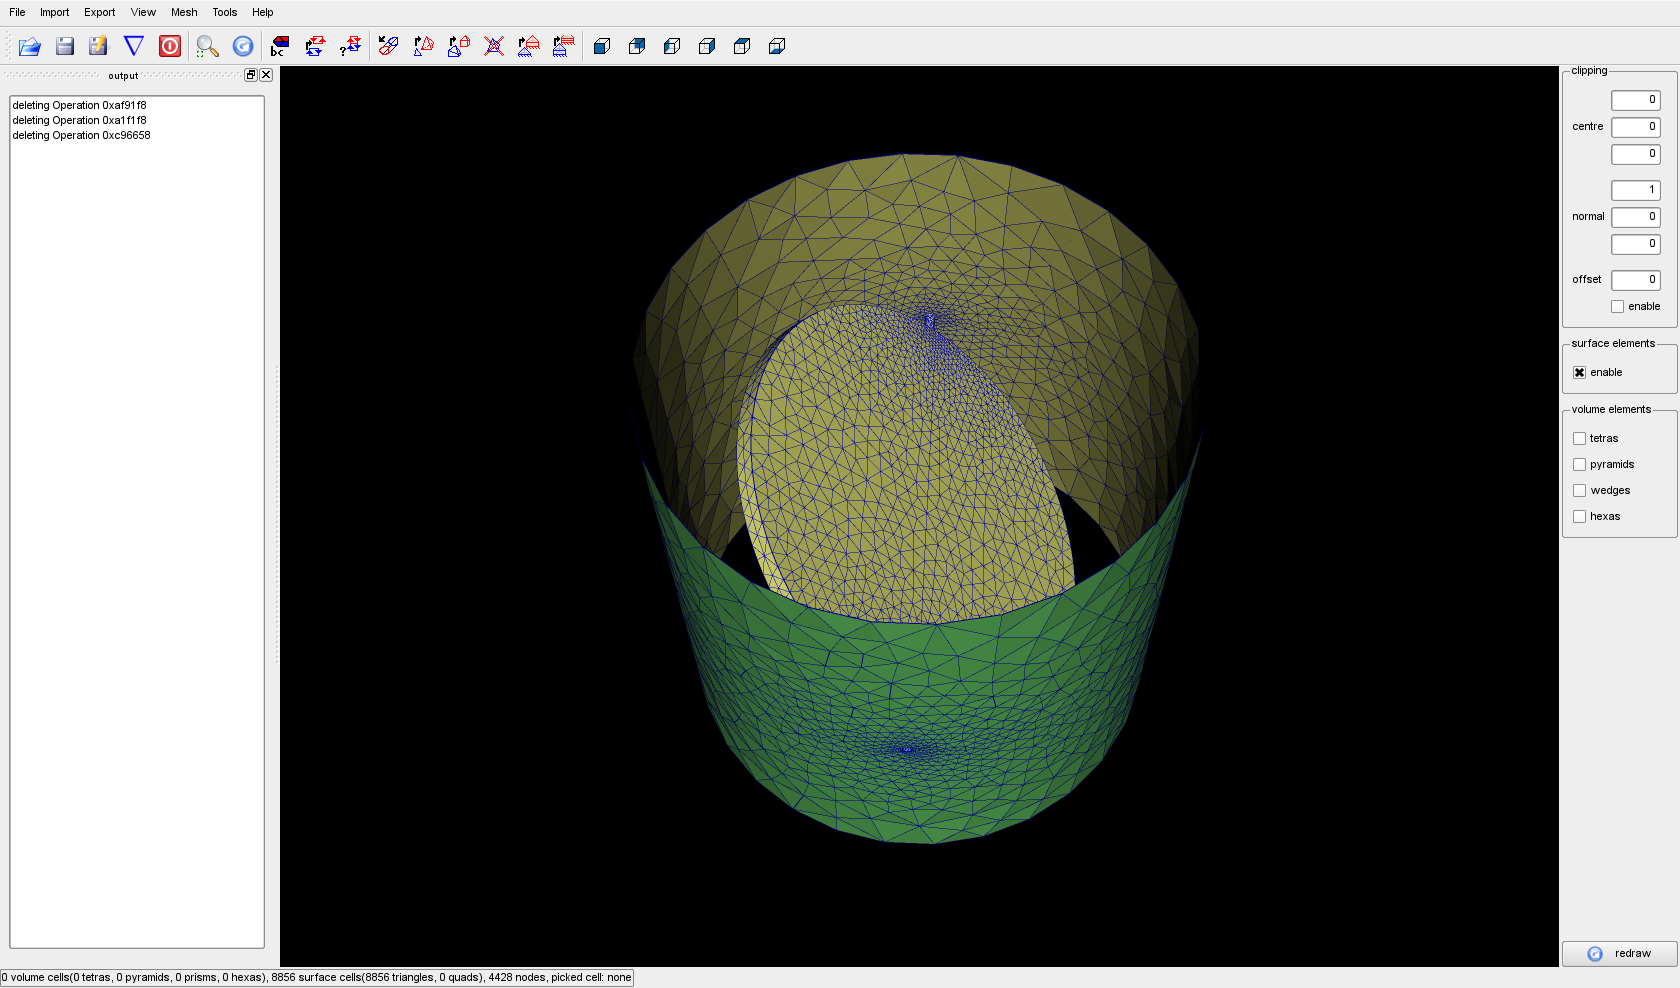 File Import Export View Mesh Tools Help
bc
output
deleting Operation 0xaf91f8
deleting Operation 0xa1f1f8
deleting Operation 0xc96658
clipping
0
centre 0
0
1
normal 0
0
offset 0
enable
surface elements
enable
volume elements
tetras
pyramids
wedges
hexas
redraw
0 volume cells(0 tetras, 0 pyramids, 0 prisms, 0 hexas), 8856 surface cells(8856 triangles, 0 quads), 4428 nodes, picked cell: none